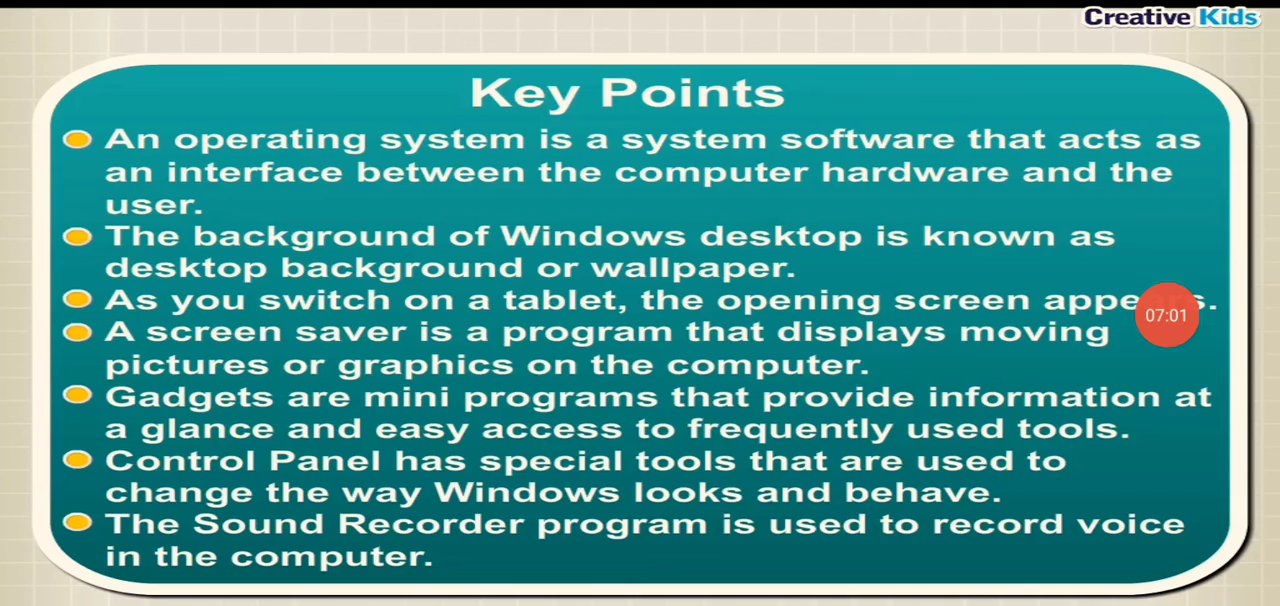 Creative Kids
Key Points
An operating system is a system software that acts as
an interface between the computer hardware and the
user.
The background of Windows desktop is known as
desktop background or wallpaper.
As you switch on a tablet, the opening screen appears.
07:01
A screen saver is a program that displays moving
pictures or graphics on the computer.
Gadgets are mini programs that provide information at
a glance and easy access to frequently used tools.
Control Panel has special tools that are used to
change the way Windows looks and behave.
The Sound Recorder program is used to record voice
in the computer.